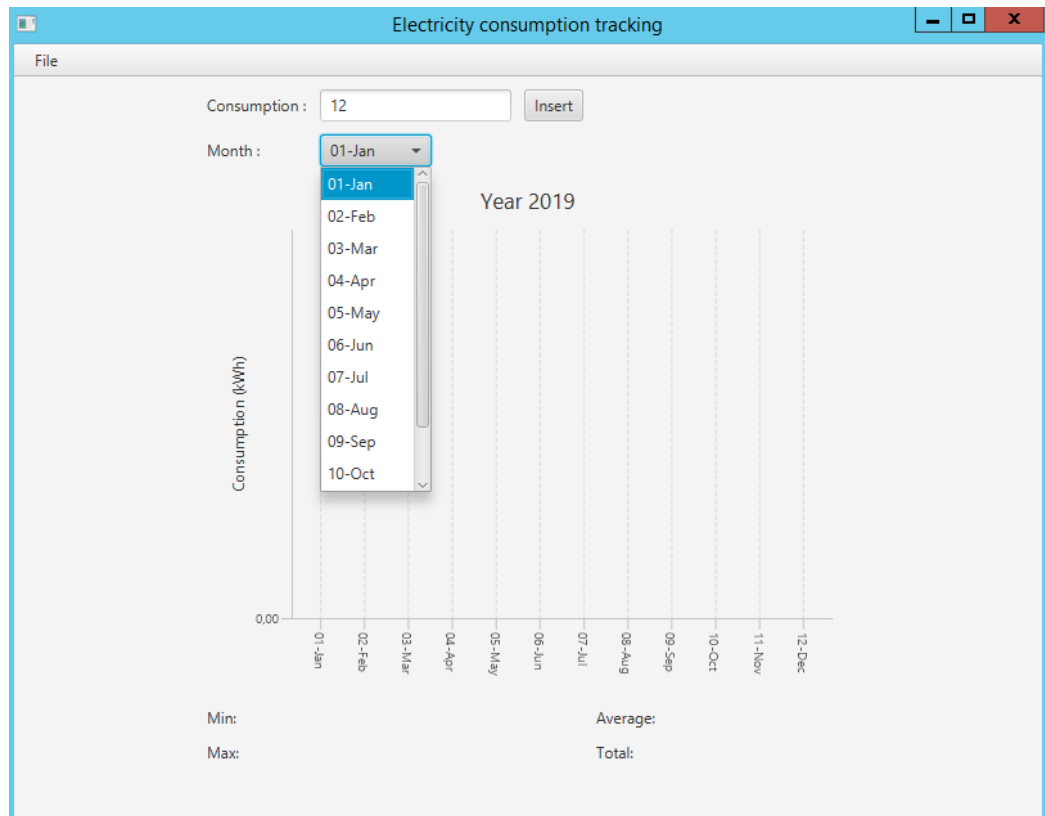 Electricity consumption tracking
File
Consumption : 12 Insert
Month : 01-Jan
01-Jan
02-Feb
03-Mar
04-Apr
05-May
06-Jun
07-Jul
08-Aug
09-Sep
10-Oct
Year 2019
Consumption (kWh)
0,00
01-Jan 02-Feb 03-Mar 04-Apr 05-May 06-Jun 07-Jul 08-Aug 09-Sep 10-Oct 11-Nov 12-Dec
Min: Average:
Max: Total: